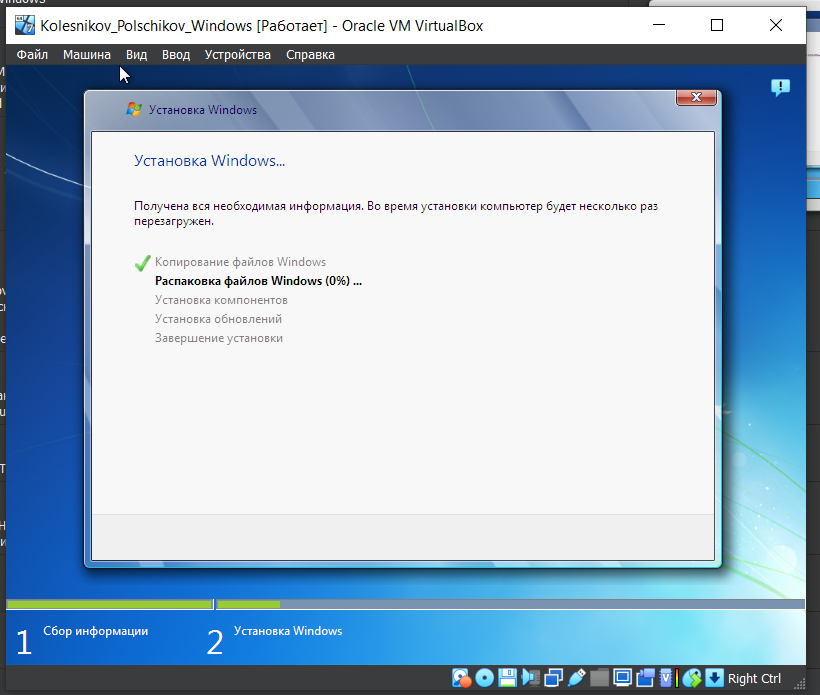 Kolesnikov_Polschikov_Windows [Работает] - Oracle VM VirtualBox
Файл Машина Вид Ввод Устройства Справка
Установка Windows
Установка Windows...
Получена вся необходимая информация. Во время установки компьютер будет несколько раз
перезагружен.
Копирование файлов Windows
Распаковка файлов Windows (0%) ...
Установка компонентов
Установка обновлений
Завершение установки
1 Сбор информации
2 Установка Windows
Right Ctrl